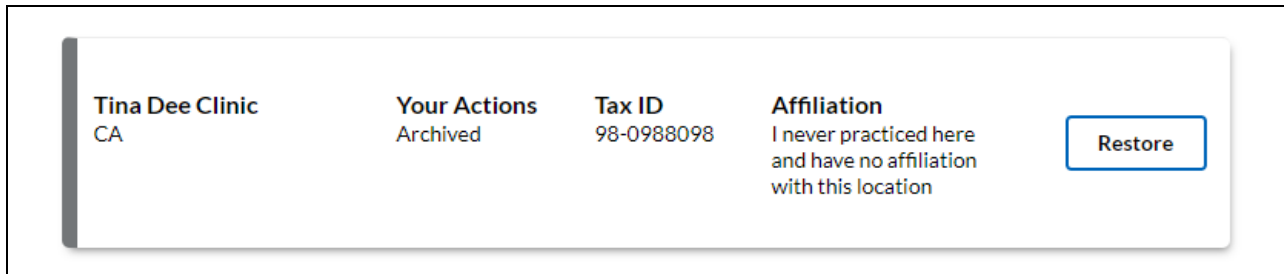 Tina Dee Clinic
CA
Your Actions
Archived
Tax ID
98-0988098
Affiliation
I never practiced here
and have no affiliation
with this location
Restore